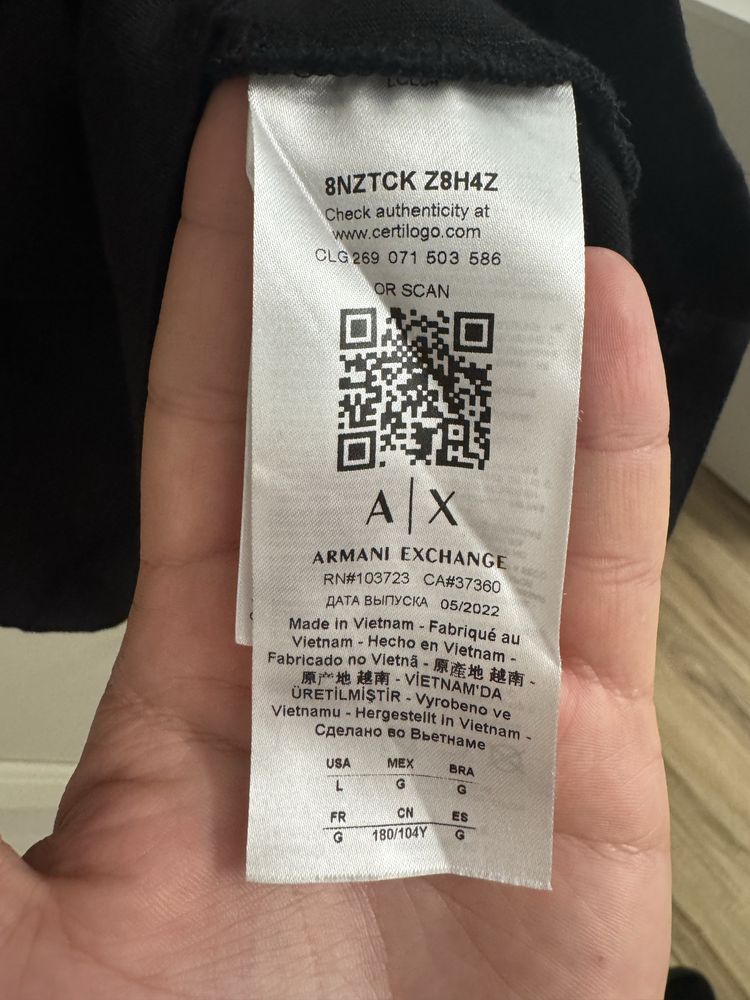 8NZTCK Z8H4Z
Check authenticity at
www.certilogo.com
CLG 269 071 503 586
OR SCAN
A|X
ARMANI EXCHANGE
RN#103723 CA#37360
ДАТА ВЫПУСКА 05/2022
Made in Vietnam - Fabriqué au
Vietnam - Hecho en Vietnam -
Fabricado no Vietnã - 原產地 越南 -
原产地 越南 - VİETNAM'DA
ÜRETİLMİŞTİR - Vyrobeno ve
Vietnamu - Hergestellt in Vietnam -
Сделано во Вьетнаме
USA MEX BRA
L G G
FR CN ES
G 180/104Y G